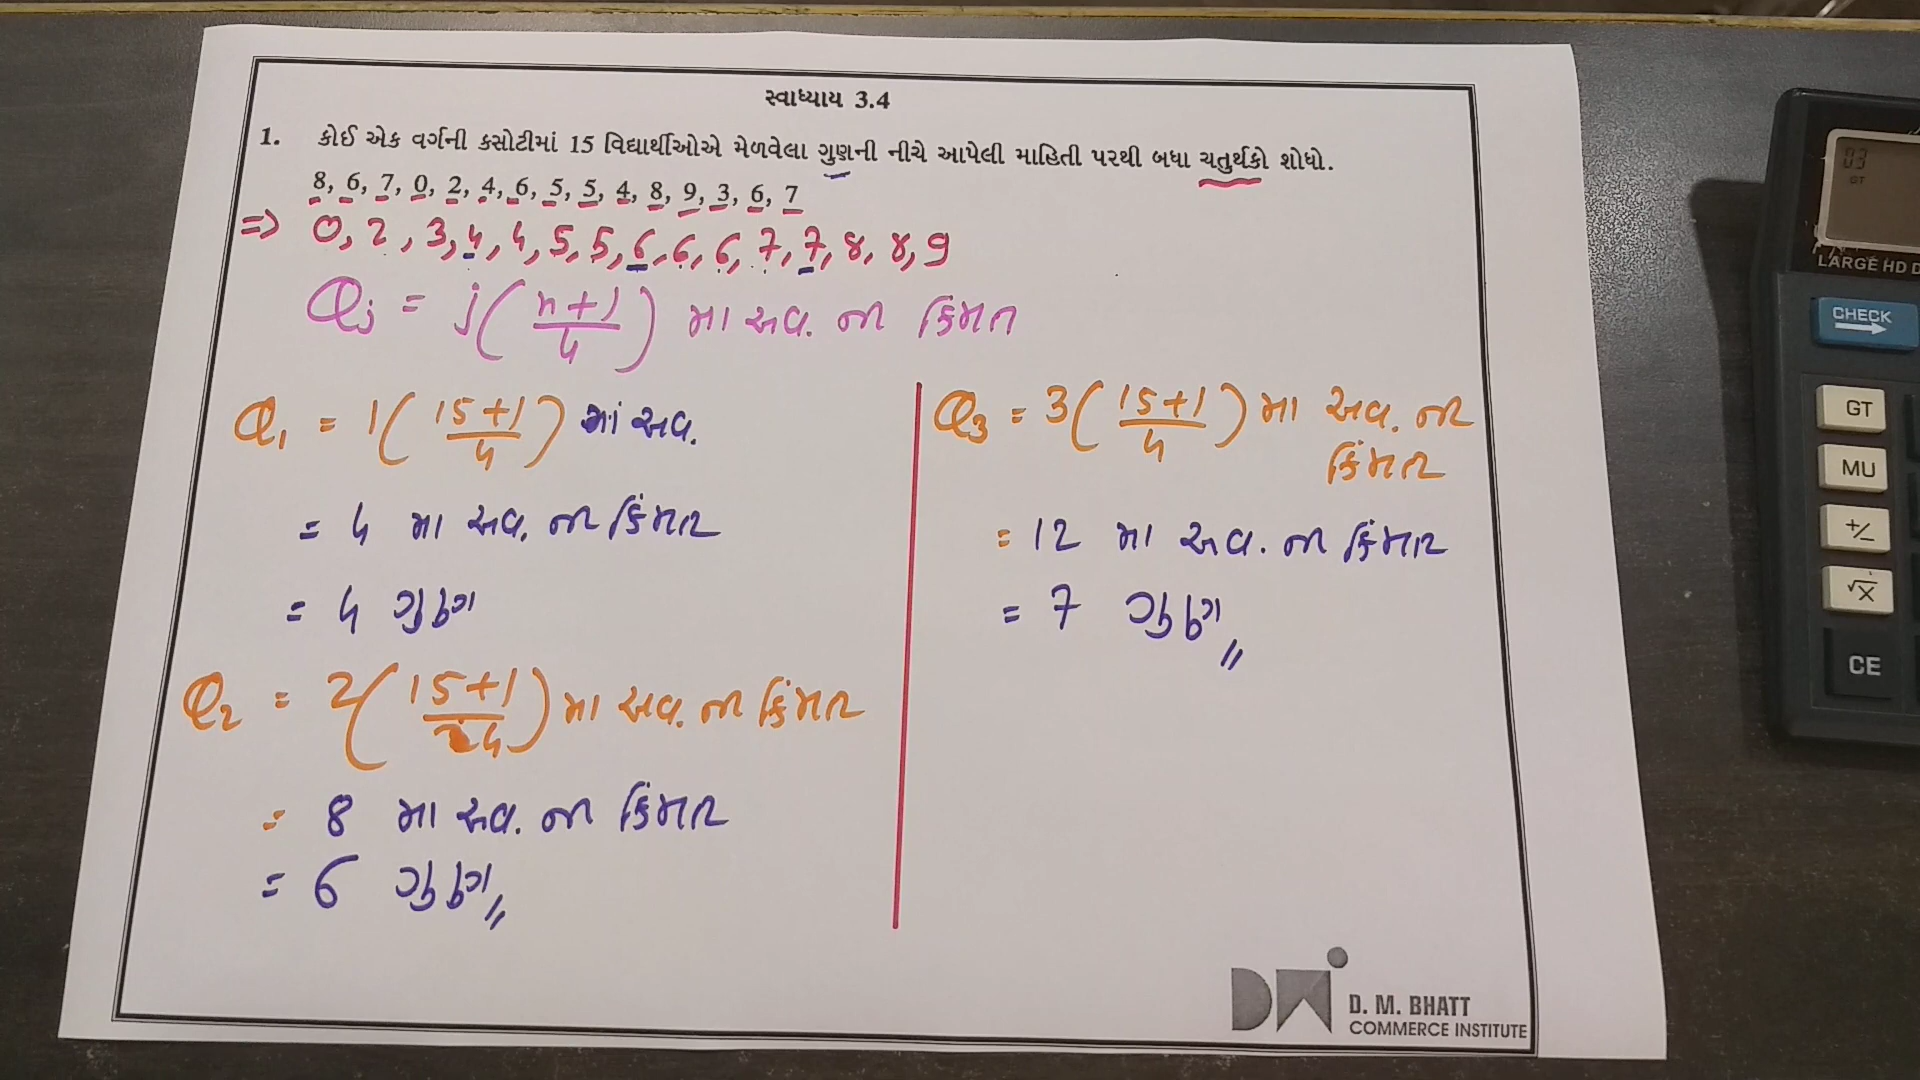 સ્વાધ્યાય 3.4
1. કોઈ એક વર્ગની કસોટીમાં 15 વિદ્યાર્થીઓએ મેળવેલા ગુણની નીચે આપેલી માહિતી પરથી બધા ચતુર્થકો શોધો.
8, 6, 7, 0, 2, 4, 6, 5, 5, 4, 8, 9, 3, 6, 7
=> 0, 2, 3, 4, 4, 5, 5, 6, 6, 6, 7, 7, 8, 8, 9
Qj = j(n+1/4) મા અવ. ની કિંમત
Q1 = 1(15+1/4) માં અવ.
= 4 મા અવ. ની કિંમત
= 4 ગુણ
Q2 = 2(15+1/4) મા અવ. ની કિંમત
= 8 મા અવ. ની કિંમત
= 6 ગુણ
Q3 = 3(15+1/4) મા અવ. ની
કિંમત
= 12 મા અવ. ની કિંમત
= 7 ગુણ
D. M. BHATT
COMMERCE INSTITUTE
LARGE HD D
CHECK
GT
MU
+/-
√X
CE